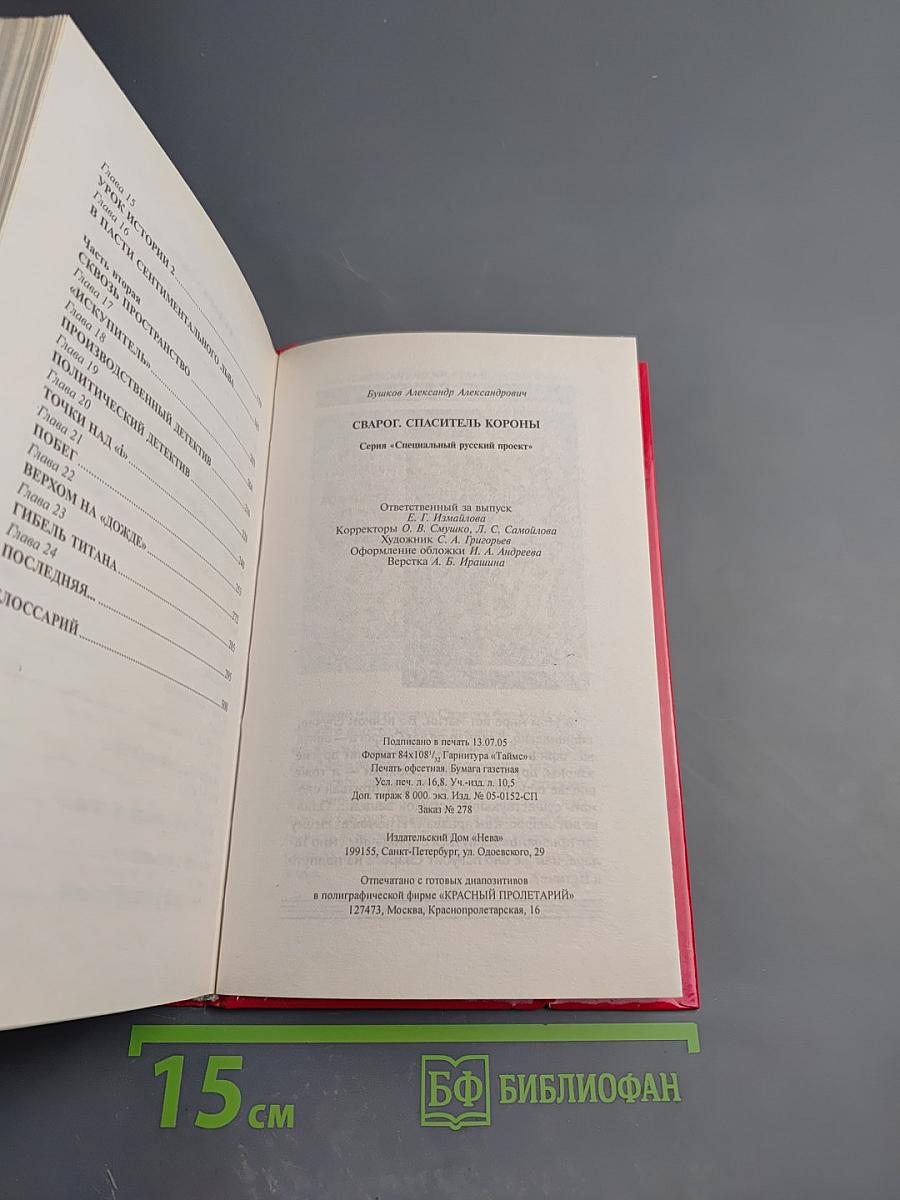 Глава 15
УРОК ИСТОРИИ 2
Глава 16
В ПАСТИ СЕНТИМЕНТАЛЬНОГО ЛЬВА
Часть вторая
СКВОЗЬ ПРОСТРАНСТВО
Глава 17
«ИСКУПИТЕЛЬ»
Глава 18
ПРОИЗВОДСТВЕННЫЙ ДЕТЕКТИВ
Глава 19
ПОЛИТИЧЕСКИЙ ДЕТЕКТИВ
Глава 20
ТОЧКИ НАД «i»
Глава 21
ПОБЕГ
Глава 22
ВЕРХОМ НА «ДОЖДЕ»
Глава 23
ГИБЕЛЬ ТИТАНА
Глава 24
ПОСЛЕДНЯЯ...
ЛОССАРИЙ
Бушков Александр Александрович
СВАРОГ. СПАСИТЕЛЬ КОРОНЫ
Серия «Специальный русский проект»
Ответственный за выпуск
Е. Г. Измайлова
Корректоры О. В. Смушко, Л. С. Самойлова
Художник С. А. Григорьев
Оформление обложки И. А. Андреева
Верстка А. Б. Ирашина
Подписано в печать 13.07.05
Формат 84х108¹/₃₂ Гарнитура «Таймс»
Печать офсетная. Бумага газетная
Усл. печ. л. 16,8. Уч.-изд. л. 10,5
Доп. тираж 8 000. экз. Изд. № 05-0152-СП
Заказ № 278
Издательский Дом «Нева»
199155, Санкт-Петербург, ул. Одоевского, 29
Отпечатано с готовых диапозитивов
в полиграфической фирме «КРАСНЫЙ ПРОЛЕТАРИЙ»
127473, Москва, Краснопролетарская, 16
15 см
БФ БИБЛИОФАН